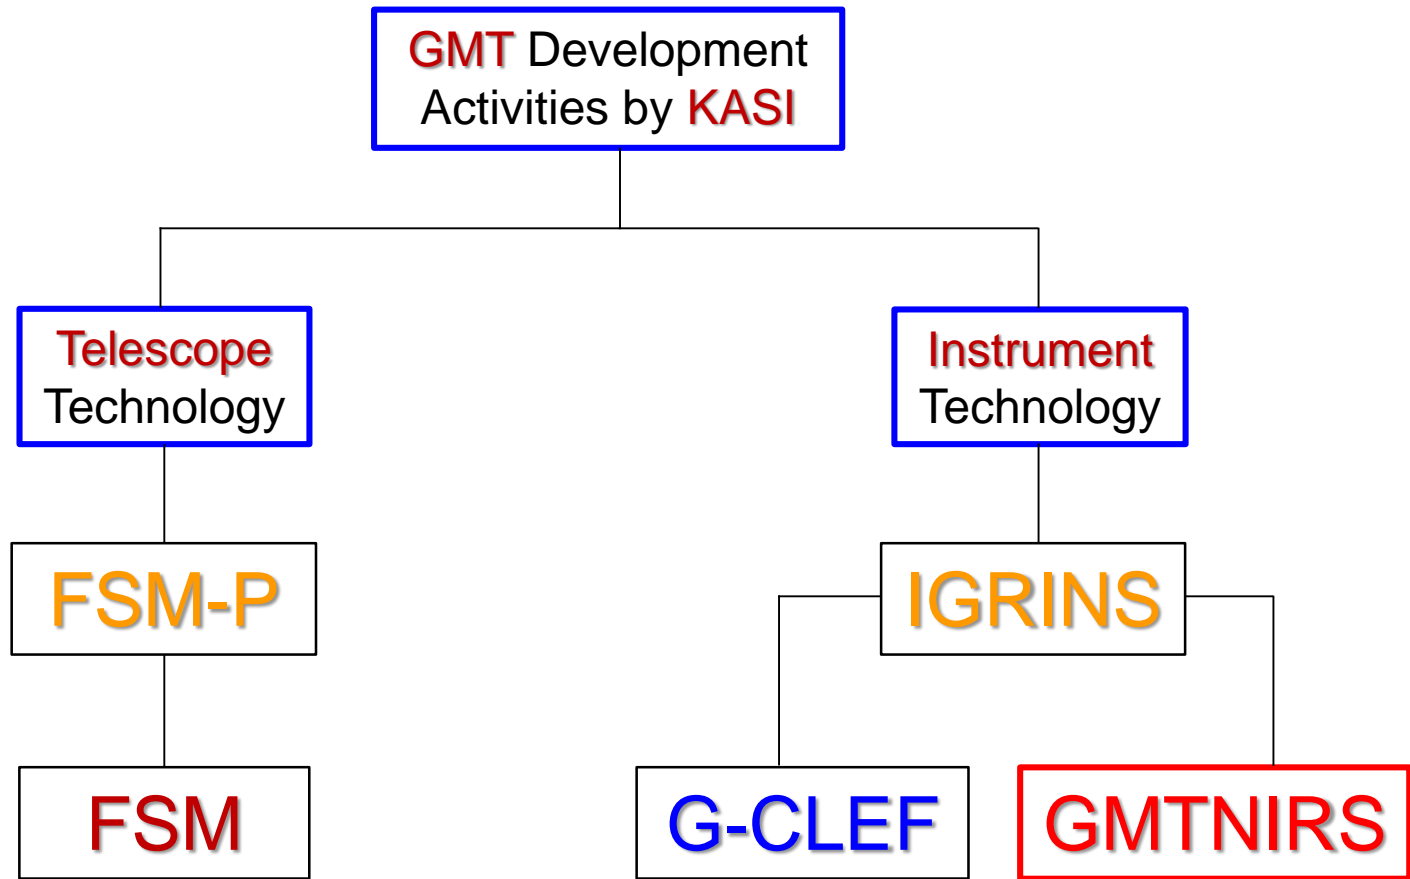 GMT Development
Activities by KASI
Telescope
Technology
Instrument
Technology
FSM-P
IGRINS
FSM
G-CLEF
GMTNIRS